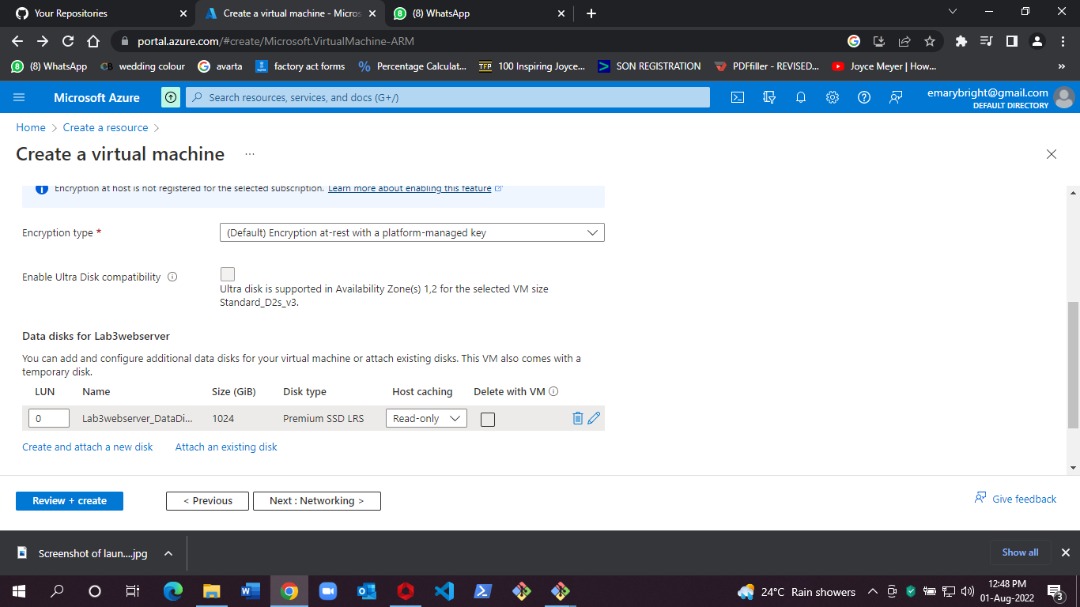 Your Repositories
Create a virtual machine - Micros
(8) WhatsApp
portal.azure.com/#create/Microsoft.VirtualMachine-ARM
(8) WhatsApp
wedding colour
avarta
factory act forms
Percentage Calculat...
100 Inspiring Joyce...
SON REGISTRATION
PDFfiller - REVISED...
Joyce Meyer | How...
»
Microsoft Azure
Search resources, services, and docs (G+/)
emarybright@gmail.com
DEFAULT DIRECTORY
Home > Create a resource >
Create a virtual machine ...
Encryption at host is not registered for the selected subscription. Learn more about enabling this feature
Encryption type *
(Default) Encryption at-rest with a platform-managed key
Enable Ultra Disk compatibility
Ultra disk is supported in Availability Zone(s) 1,2 for the selected VM size
Standard_D2s_v3.
Data disks for Lab3webserver
You can add and configure additional data disks for your virtual machine or attach existing disks. This VM also comes with a
temporary disk.
LUN Name Size (GiB) Disk type Host caching Delete with VM
0 Lab3webserver_DataDi... 1024 Premium SSD LRS Read-only
Create and attach a new disk Attach an existing disk
Review + create
< Previous
Next : Networking >
Give feedback
Screenshot of laun....jpg
Show all
24°C Rain showers
12:48 PM
01-Aug-2022
3